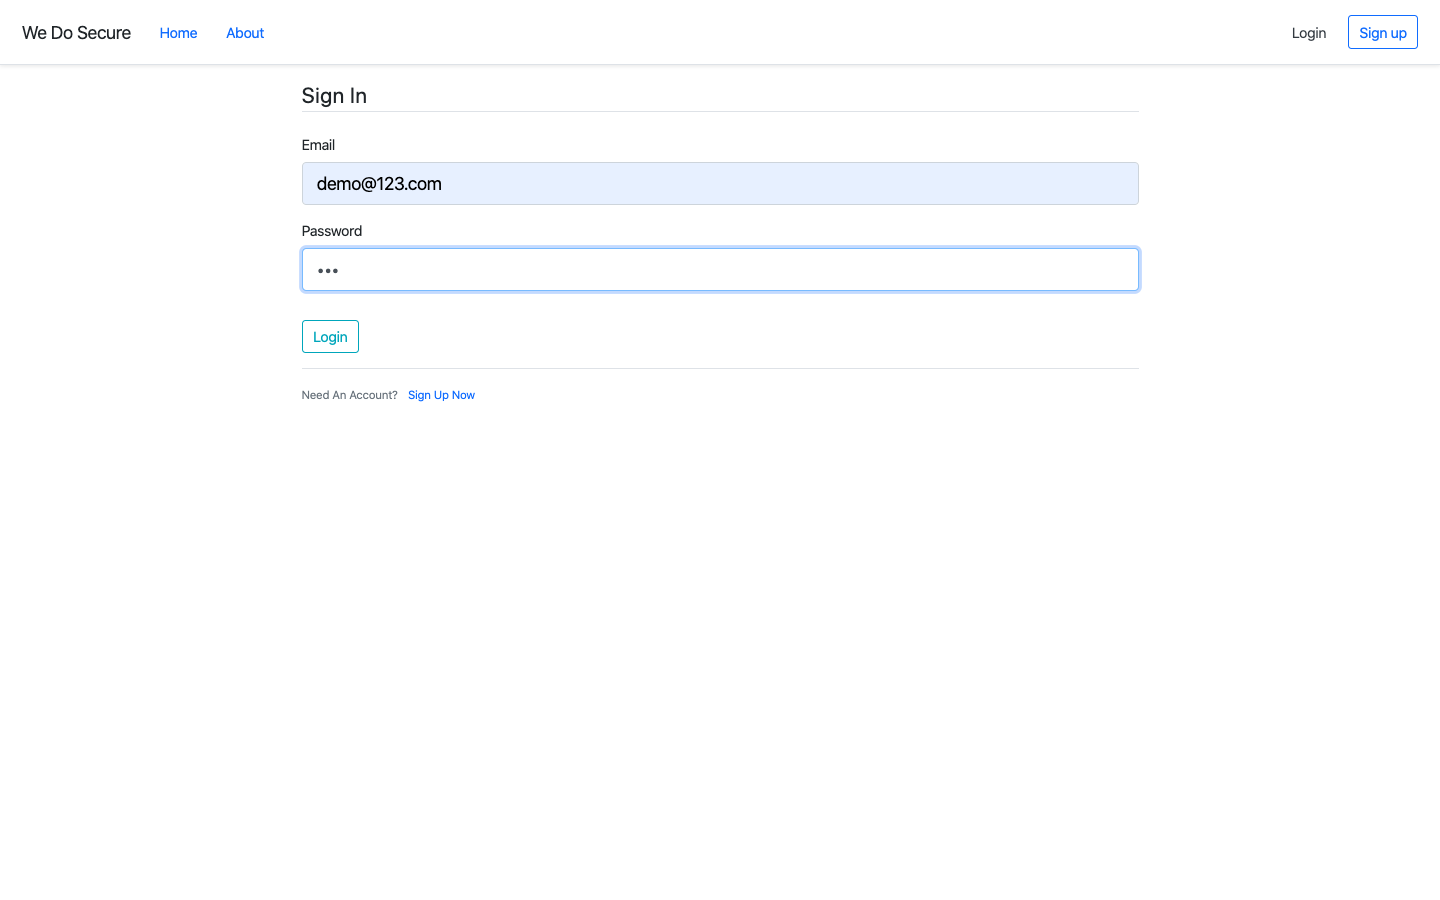 We Do Secure Home About Login Sign up
Sign In
Email
demo@123.com
Password
•••
Login
Need An Account? Sign Up Now